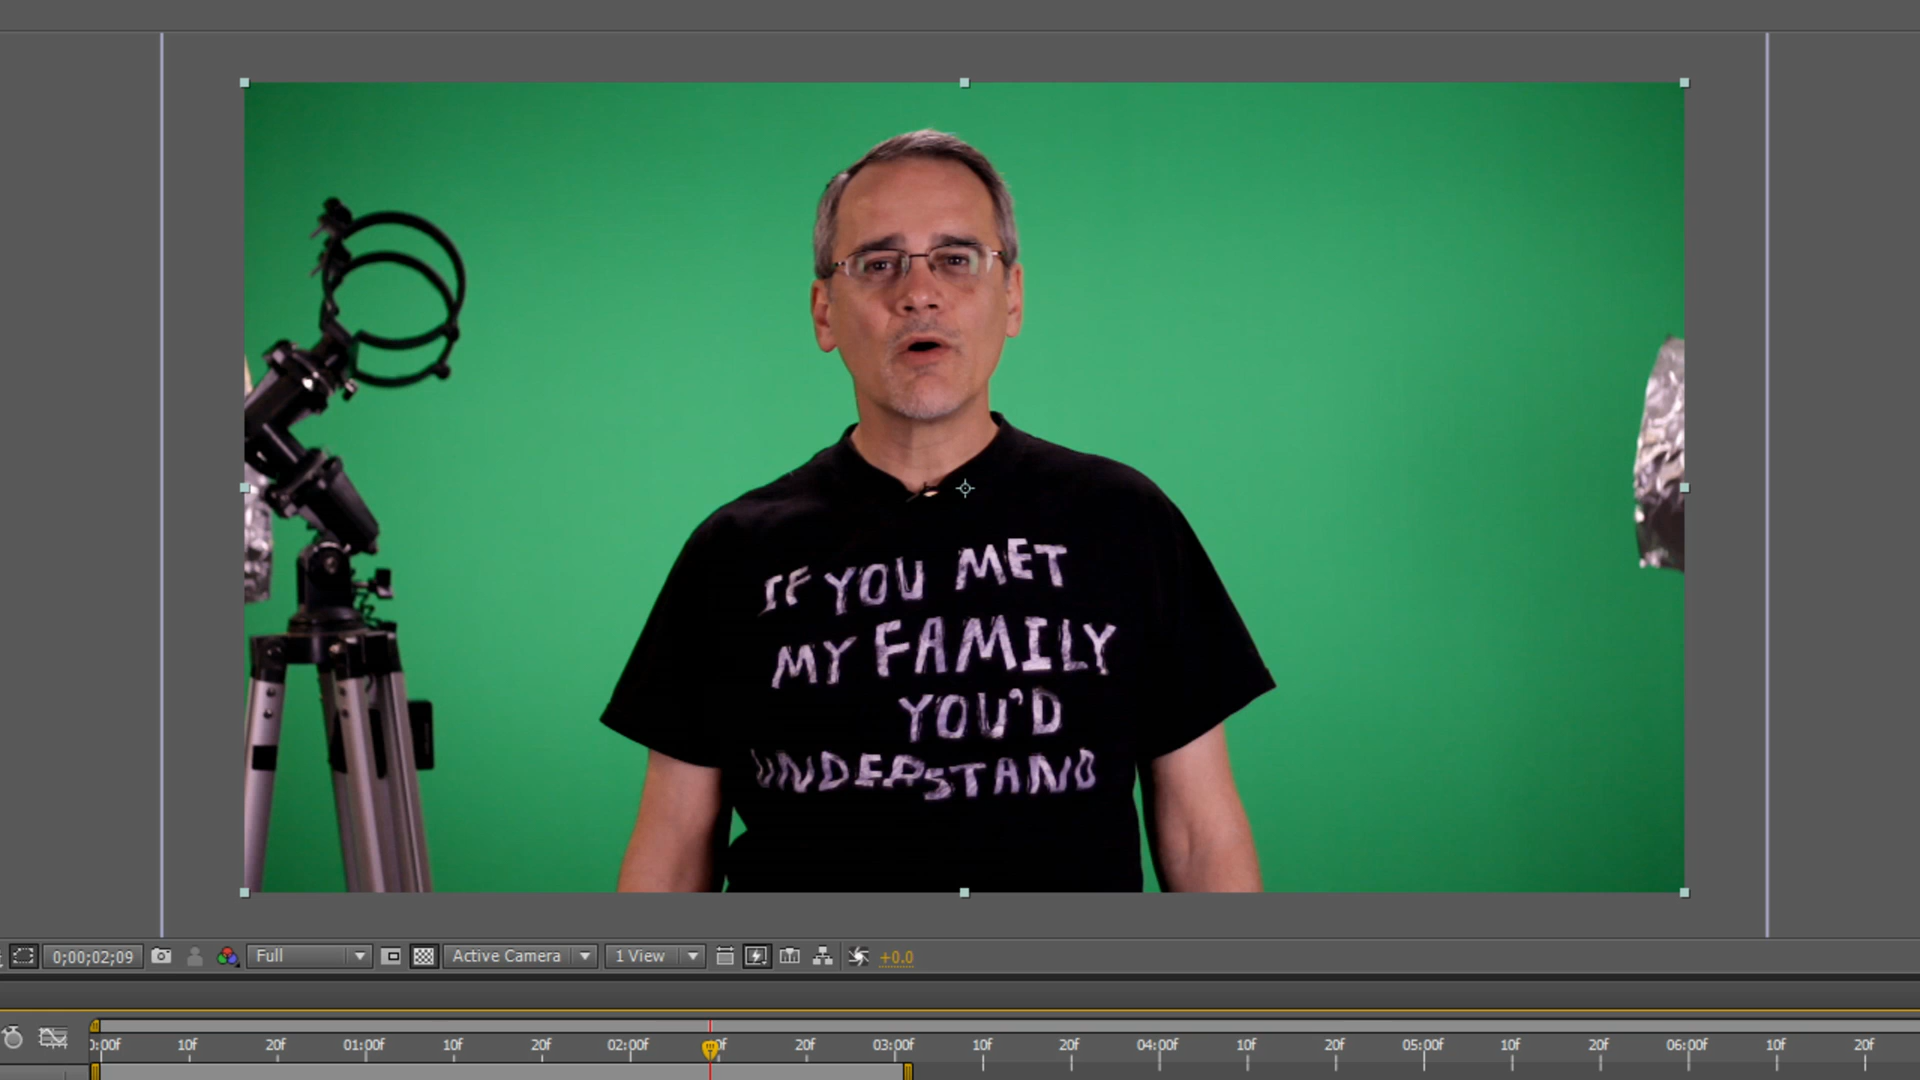 IF YOU MET
MY FAMILY
YOU'D
UNDERSTAND
0;00;02;09
Full
Active Camera
1 View
+0.0
0:00f 10f 20f 01:00f 10f 20f 02:00f 20f 03:00f 10f 20f 04:00f 10f 20f 05:00f 10f 20f 06:00f 10f 20f